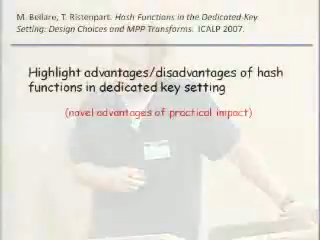 M. Bellare, T. Ristenpart. Hash Functions in the Dedicated-Key
Setting: Design Choices and MPP Transforms. ICALP 2007.
Highlight advantages/disadvantages of hash
functions in dedicated key setting
(novel advantages of practical impact)